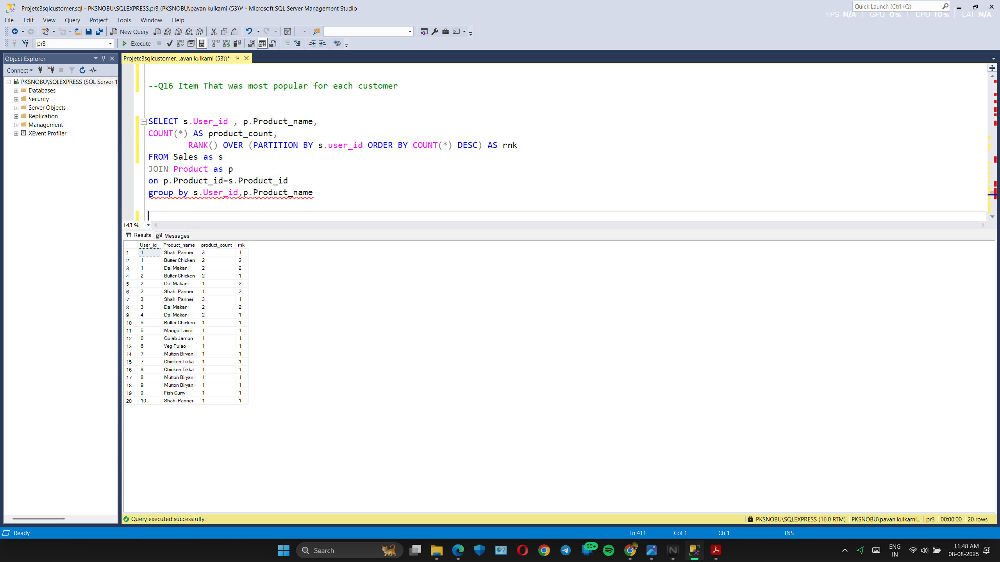 Projetc3sqlcustomer.sql - PKSNOBU\SQLEXPRESS.pr3 (PKSNOBU\pavan kulkarni (53))* - Microsoft SQL Server Management Studio
Quick Launch (Ctrl+Q)
FPS N/A GPU 0% CPU 10% LAT N/A
File Edit View Query Project Tools Window Help
New Query MDX DMX XMLA DAX
pr3 Execute
Object Explorer
Projetc3sqlcustomer...avan kulkarni (53))*
Connect
PKSNOBU\SQLEXPRESS (SQL Server 1
Databases
Security
Server Objects
Replication
Management
XEvent Profiler
--Q16 Item That was most popular for each customer
SELECT s.User_id , p.Product_name,
COUNT(*) AS product_count,
RANK() OVER (PARTITION BY s.user_id ORDER BY COUNT(*) DESC) AS rnk
FROM Sales as s
JOIN Product as p
on p.Product_id=s.Product_id
group by s.User_id,p.Product_name
143 %
Results Messages
User_id Product_name product_count rnk
1 1 Shahi Panner 3 1
2 1 Butter Chicken 2 2
3 1 Dal Makani 2 2
4 2 Butter Chicken 2 1
5 2 Dal Makani 1 2
6 2 Shahi Panner 1 2
7 3 Shahi Panner 3 1
8 3 Dal Makani 2 2
9 4 Dal Makani 2 1
10 5 Butter Chicken 1 1
11 5 Mango Lassi 1 1
12 6 Gulab Jamun 1 1
13 6 Veg Pulao 1 1
14 7 Mutton Biryani 1 1
15 7 Chicken Tikka 1 1
16 8 Chicken Tikka 1 1
17 8 Mutton Biryani 1 1
18 9 Mutton Biryani 1 1
19 9 Fish Curry 1 1
20 10 Shahi Panner 1 1
Query executed successfully.
PKSNOBU\SQLEXPRESS (16.0 RTM) PKSNOBU\pavan kulkarni... pr3 00:00:00 20 rows
Ready Ln 411 Col 1 Ch 1 INS
Search
99+
ENG
IN
11:48 AM
08-08-2025